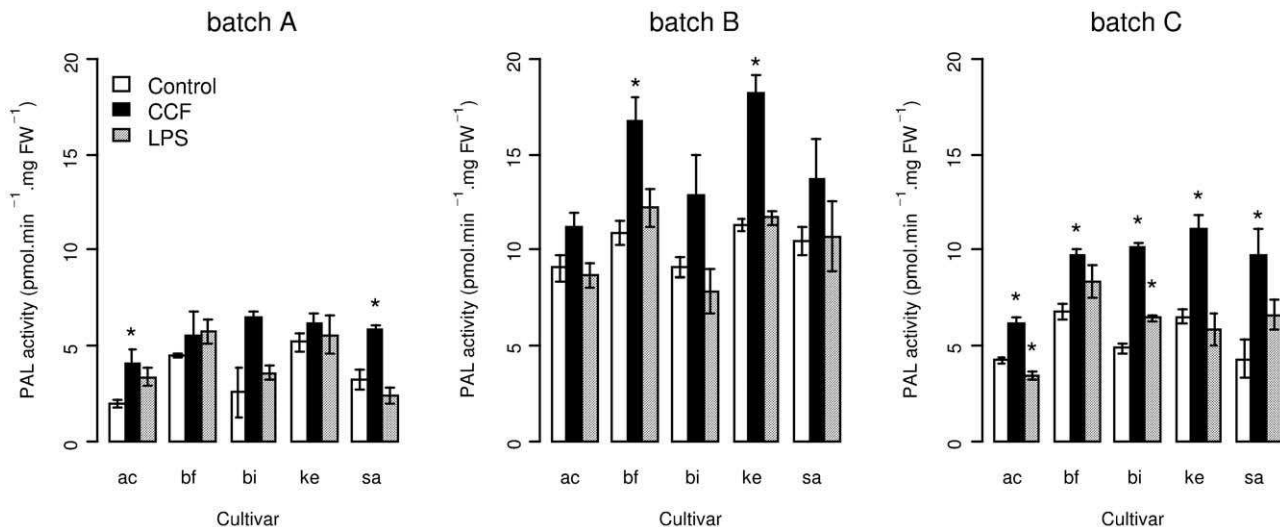 batch A
PAL activity (pmol.min −1.mg FW−1)
20
15
10
5
0
Control
CCF
LPS
*
*
ac bf bi ke sa
Cultivar
batch B
PAL activity (pmol.min −1.mg FW−1)
20
15
10
5
0
*
*
ac bf bi ke sa
Cultivar
batch C
PAL activity (pmol.min −1.mg FW−1)
20
15
10
5
0
*
*
*
*
*
*
*
ac bf bi ke sa
Cultivar